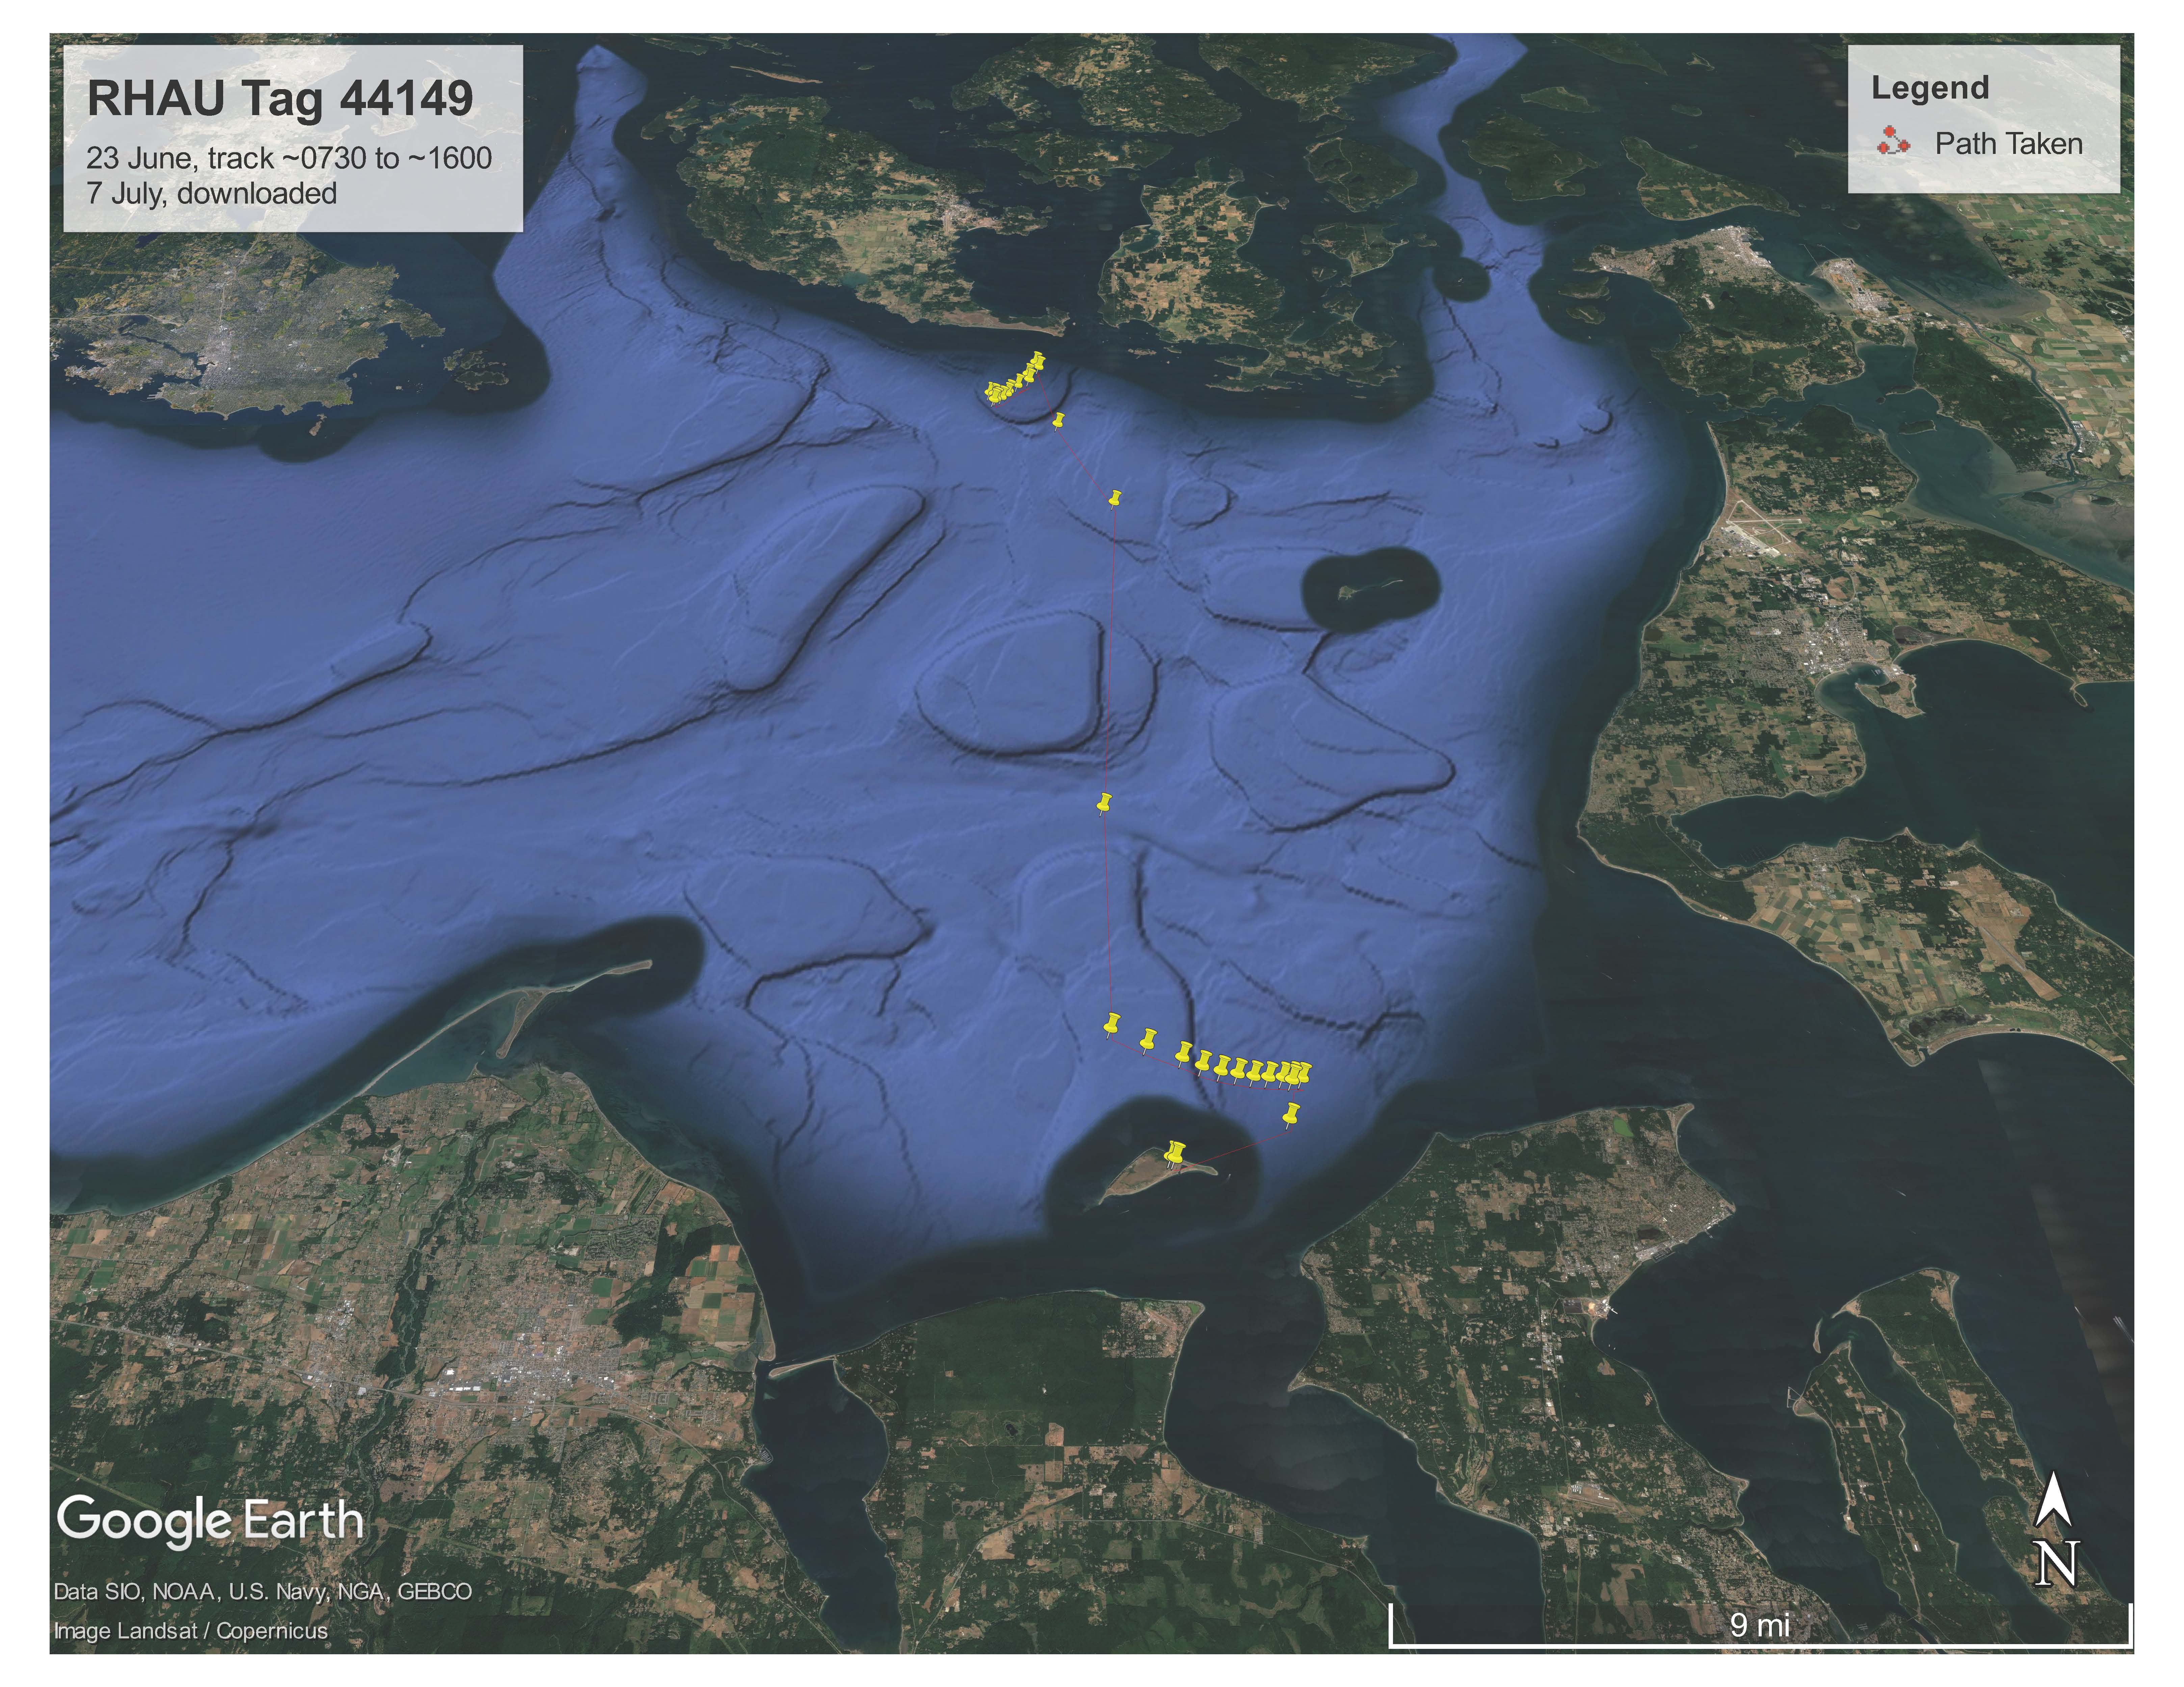 RHAU Tag 44149
23 June, track ~0730 to ~1600
7 July, downloaded
Legend
Path Taken
Google Earth
Data SIO, NOAA, U.S. Navy, NGA, GEBCO
Image Landsat / Copernicus
N
9 mi